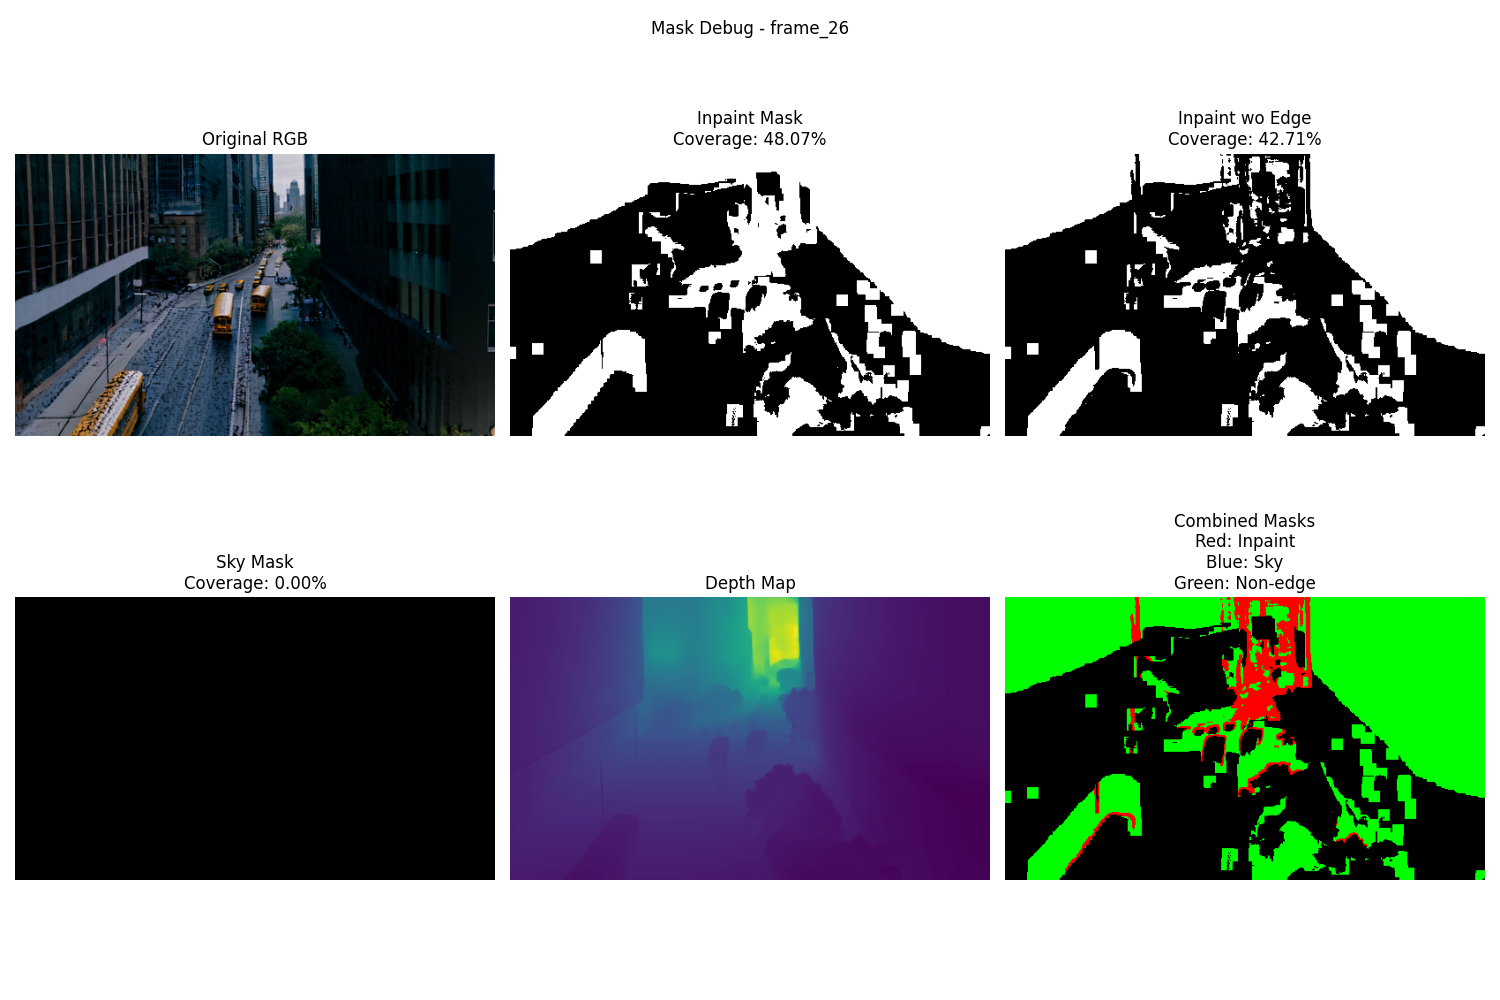 Mask Debug - frame_26
Original RGB
Inpaint Mask
Coverage: 48.07%
Inpaint wo Edge
Coverage: 42.71%
Sky Mask
Coverage: 0.00%
Depth Map
Combined Masks
Red: Inpaint
Blue: Sky
Green: Non-edge